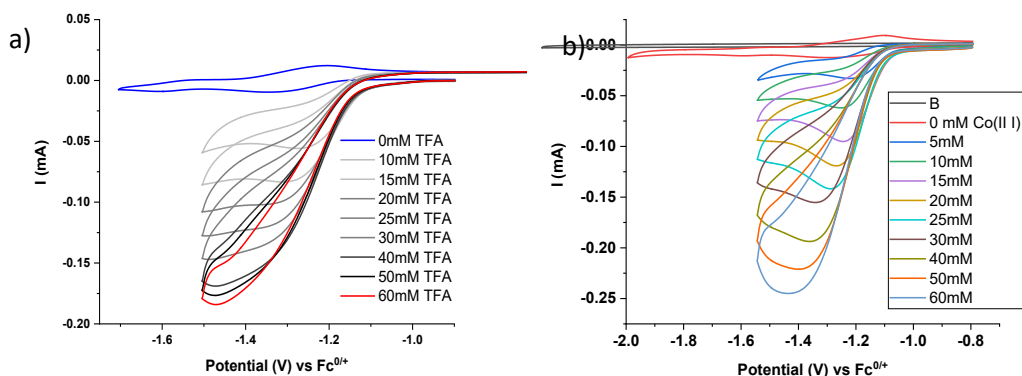 a)
0.05
0.00
-0.05
-0.10
-0.15
-0.20
I (mA)
-1.6
-1.4
-1.2
-1.0
Potential (V) vs Fc0/+
0mM TFA
10mM TFA
15mM TFA
20mM TFA
25mM TFA
30mM TFA
40mM TFA
50mM TFA
60mM TFA
b)
0.00
-0.05
-0.10
-0.15
-0.20
-0.25
I (mA)
-2.0
-1.8
-1.6
-1.4
-1.2
-1.0
-0.8
Potential (V) vs Fc0/+
B
0 mM Co(II I)
5mM
10mM
15mM
20mM
25mM
30mM
40mM
50mM
60mM